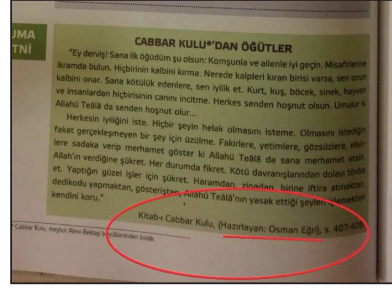 UMA
TNİ
CABBAR KULU*'DAN ÖĞÜTLER
"Ey derviş! Sana ilk öğüdüm şu olsun: Komşunla ve ailenle iyi geçin. Misafirlerine
ikramda bulun. Hiçbirinin kalbini kırma. Nerede kalpleri kıran birisi varsa, sen onun
kalbini onar. Sana kötülük edenlere, sen iyilik et. Kurt, kuş, böcek, sinek, hayvan
ve insanlardan hiçbirisinin canını incitme. Herkes senden hoşnut olsun. Umulur ki
Allahü Teâlâ da senden hoşnut olur...
Herkesin iyiliğini iste. Hiçbir şeyin helak olmasını isteme. Olmasını istediğin
fakat gerçekleşmeyen bir şey için üzülme. Fakirlere, yetimlere, gözsüzlere, elsiz-
lere sadaka verip merhamet göster ki Allahü Teâlâ da sana merhamet etsin.
Allah'ın verdiğine şükret. Her durumda fikret. Kötü davranışlarından dolayı tövbe
et. Yaptığın güzel işler için şükret. Haramdan, zinadan, birine iftira atmaktan,
dedikodu yapmaktan, gösterişten, Allahü Teâlâ'nın yasak ettiği şeyleri işlemekten
kendini koru."
Kitab-ı Cabbar Kulu, (Hazırlayan: Osman Eğri), s. 407-408
* Cabbar Kulu, meşhur Alevi-Bektaşi büyüklerinden biridir.